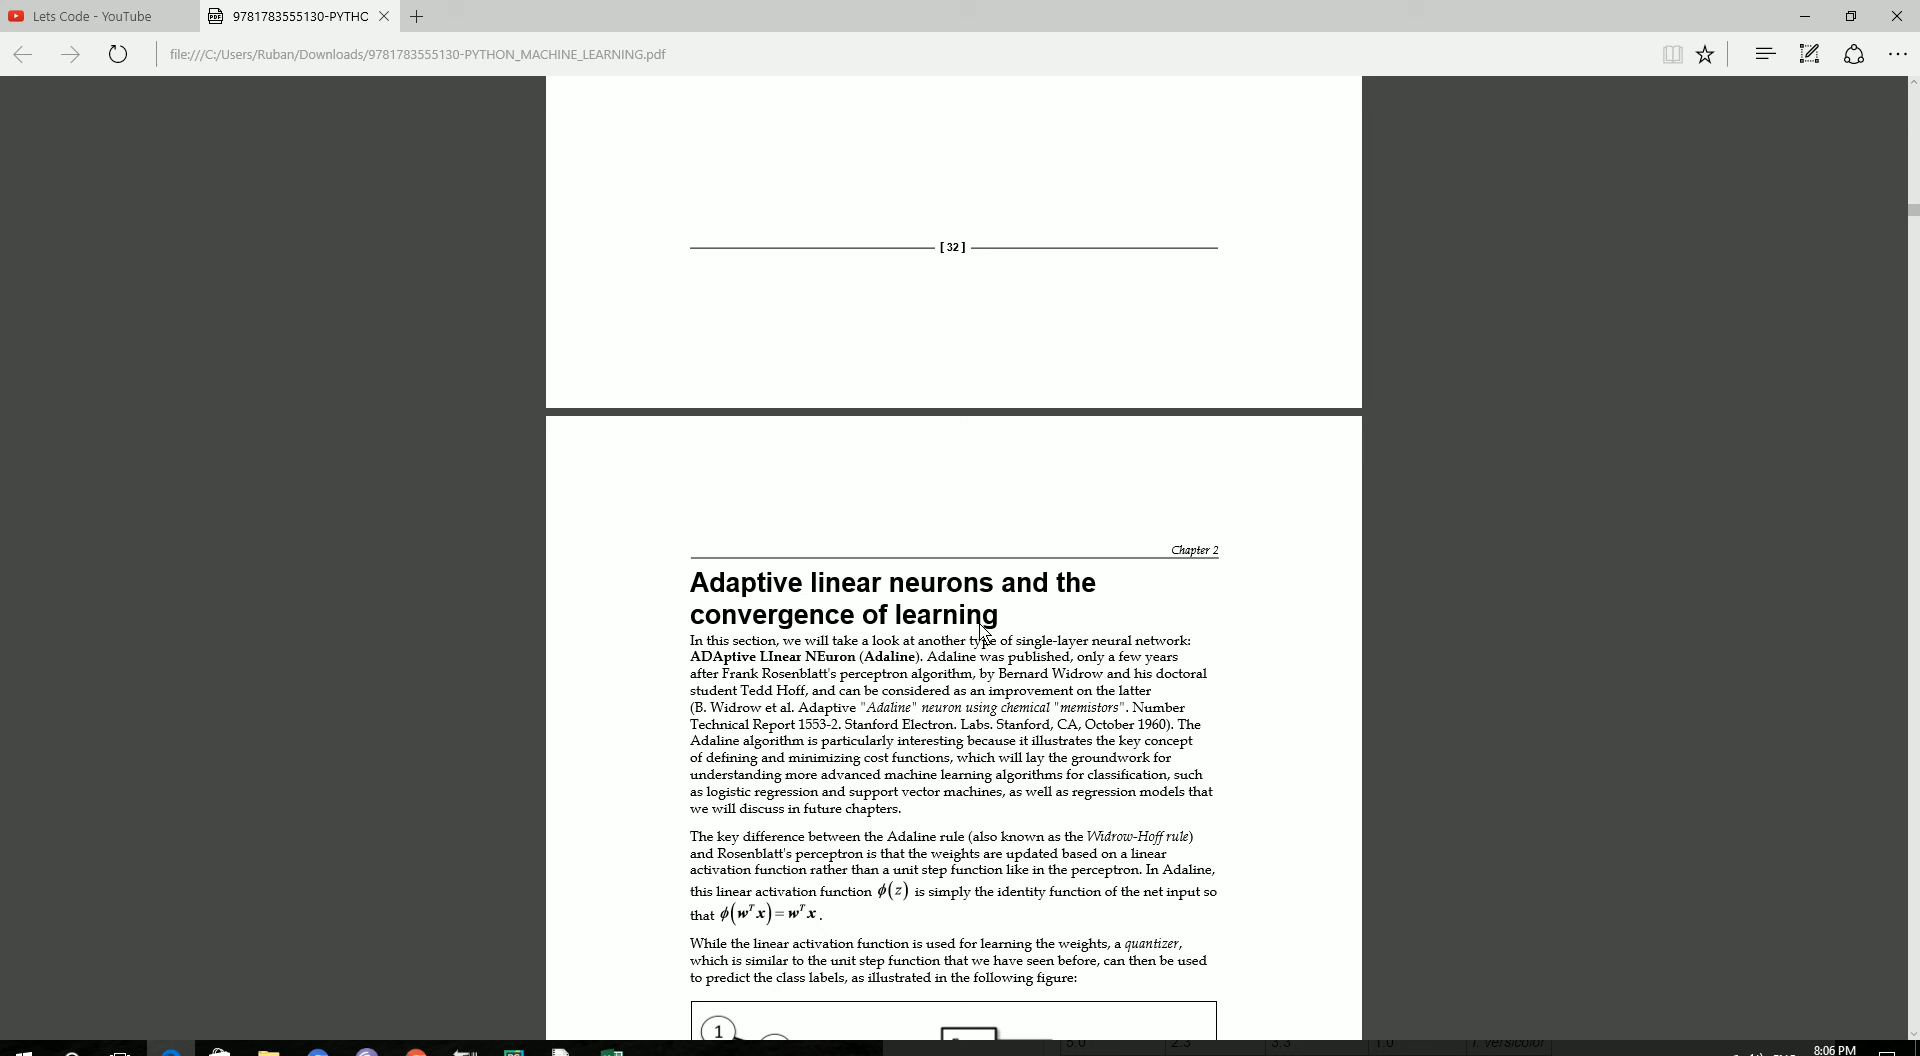 Lets Code - YouTube
9781783555130-PYTHC
file:///C:/Users/Ruban/Downloads/9781783555130-PYTHON_MACHINE_LEARNING.pdf
[ 32 ]
Chapter 2
Adaptive linear neurons and the
convergence of learning
In this section, we will take a look at another type of single-layer neural network:
ADAptive LInear NEuron (Adaline). Adaline was published, only a few years
after Frank Rosenblatt's perceptron algorithm, by Bernard Widrow and his doctoral
student Tedd Hoff, and can be considered as an improvement on the latter
(B. Widrow et al. Adaptive "Adaline" neuron using chemical "memistors". Number
Technical Report 1553-2. Stanford Electron. Labs. Stanford, CA, October 1960). The
Adaline algorithm is particularly interesting because it illustrates the key concept
of defining and minimizing cost functions, which will lay the groundwork for
understanding more advanced machine learning algorithms for classification, such
as logistic regression and support vector machines, as well as regression models that
we will discuss in future chapters.
The key difference between the Adaline rule (also known as the Widrow-Hoff rule)
and Rosenblatt's perceptron is that the weights are updated based on a linear
activation function rather than a unit step function like in the perceptron. In Adaline,
this linear activation function ϕ(z) is simply the identity function of the net input so
that ϕ(wᵀx) = wᵀx.
While the linear activation function is used for learning the weights, a quantizer,
which is similar to the unit step function that we have seen before, can then be used
to predict the class labels, as illustrated in the following figure:
1
8:06 PM